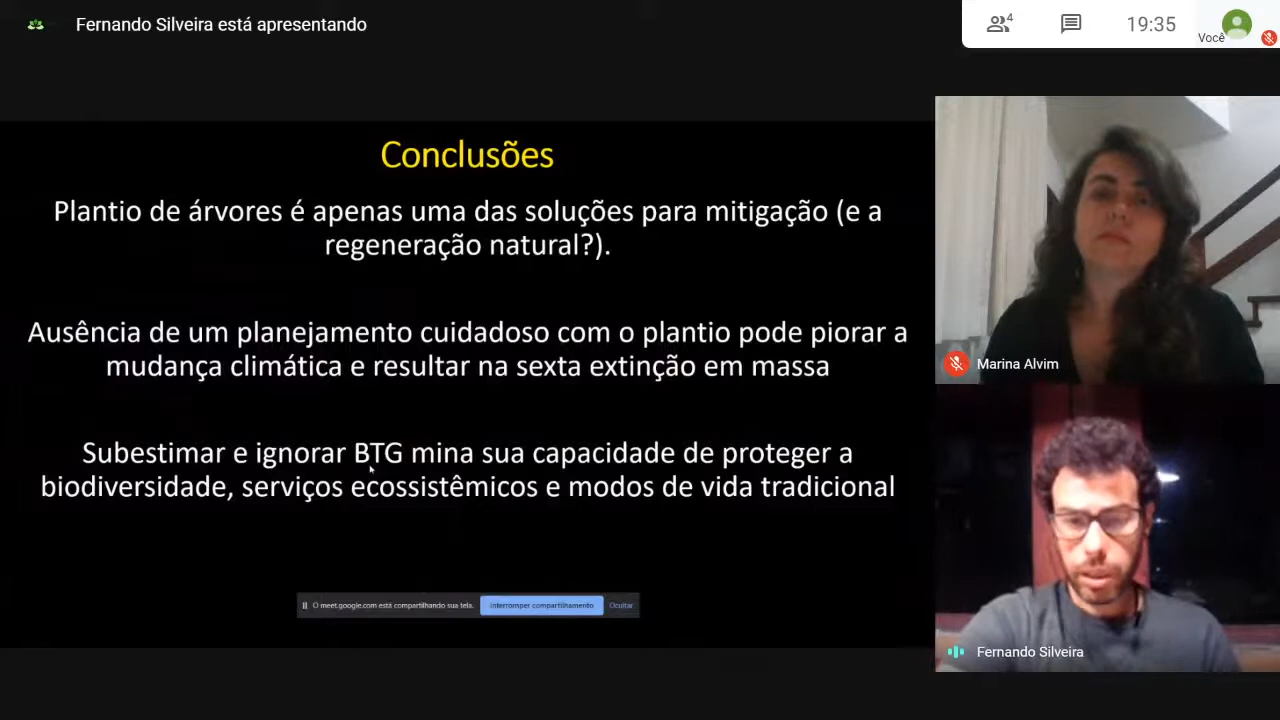 Fernando Silveira está apresentando
4
19:35
Você
Conclusões
Plantio de árvores é apenas uma das soluções para mitigação (e a
regeneração natural?).
Ausência de um planejamento cuidadoso com o plantio pode piorar a
mudança climática e resultar na sexta extinção em massa
Subestimar e ignorar BTG mina sua capacidade de proteger a
biodiversidade, serviços ecossistêmicos e modos de vida tradicional
O meet.google.com está compartilhando sua tela. Interromper compartilhamento Ocultar
Marina Alvim
Fernando Silveira